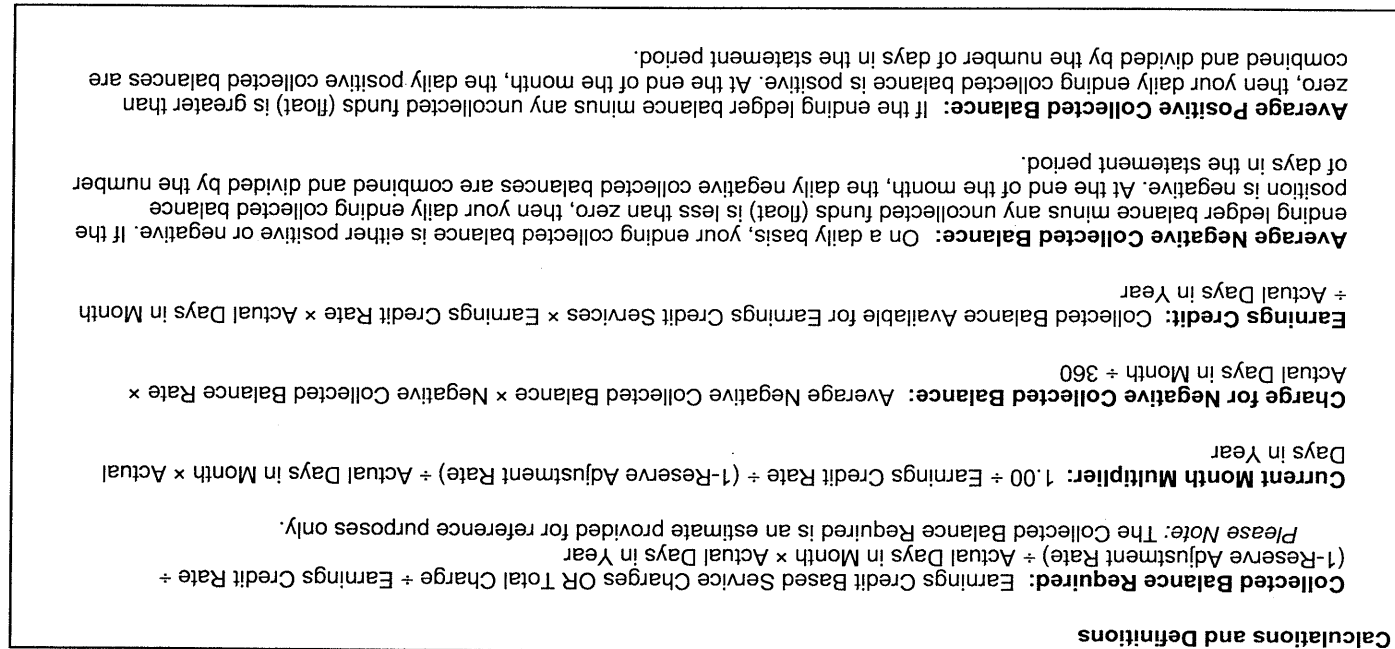 Calculations and Definitions
Collected Balance Required: Earnings Credit Based Service Charges OR Total Charge ÷ Earnings Credit Rate ÷
(1-Reserve Adjustment Rate) ÷ Actual Days in Month × Actual Days in Year
Please Note: The Collected Balance Required is an estimate provided for reference purposes only.
Current Month Multiplier: 1.00 ÷ Earnings Credit Rate ÷ (1-Reserve Adjustment Rate) ÷ Actual Days in Month × Actual
Days in Year
Charge for Negative Collected Balance: Average Negative Collected Balance × Negative Collected Balance Rate ×
Actual Days in Month ÷ 360
Earnings Credit: Collected Balance Available for Earnings Credit Services × Earnings Credit Rate × Actual Days in Month
÷ Actual Days in Year
Average Negative Collected Balance: On a daily basis, your ending collected balance is either positive or negative. If the
ending ledger balance minus any uncollected funds (float) is less than zero, then your daily ending collected balance
position is negative. At the end of the month, the daily negative collected balances are combined and divided by the number
of days in the statement period.
Average Positive Collected Balance: If the ending ledger balance minus any uncollected funds (float) is greater than
zero, then your daily ending collected balance is positive. At the end of the month, the daily positive collected balances are
combined and divided by the number of days in the statement period.